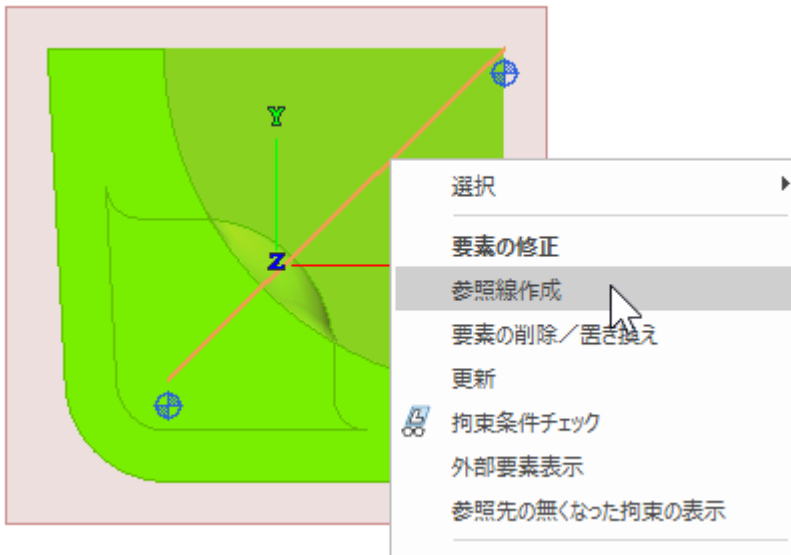 Y
Z
選択
要素の修正
参照線作成
要素の削除／置き換え
更新
拘束条件チェック
外部要素表示
参照先の無くなった拘束の表示